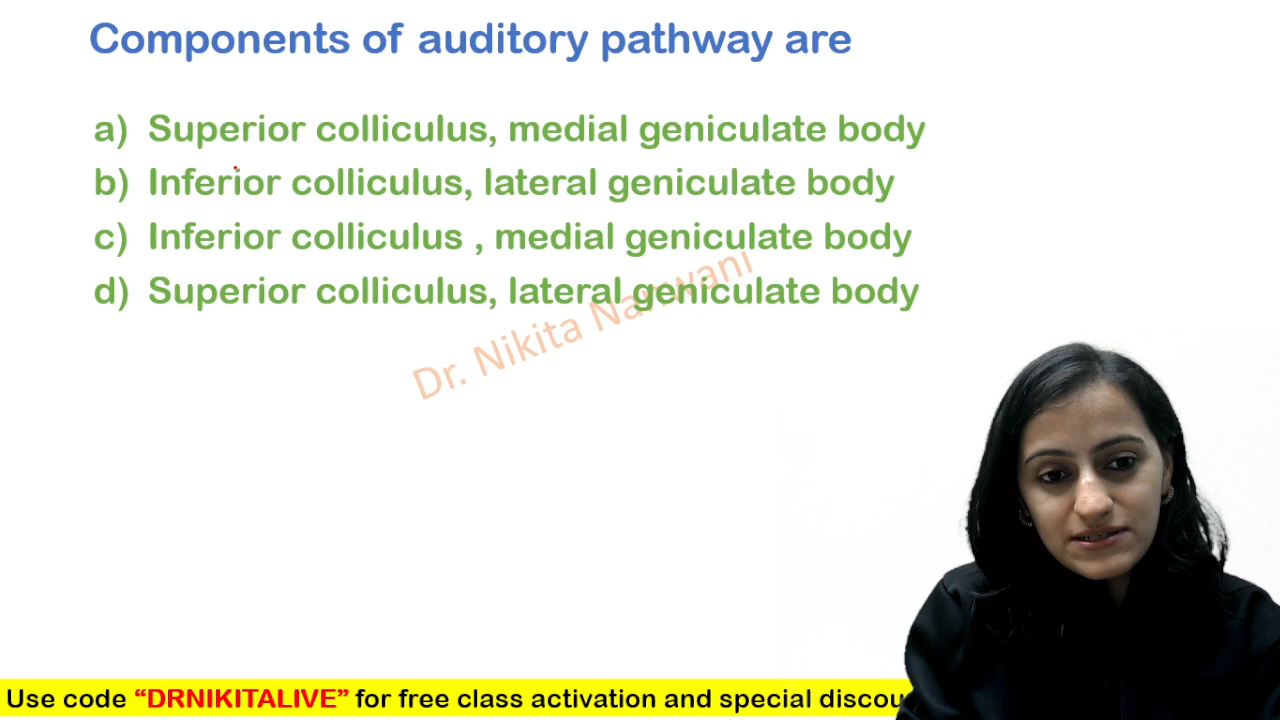 Components of auditory pathway are
a) Superior colliculus, medial geniculate body
b) Inferior colliculus, lateral geniculate body
c) Inferior colliculus , medial geniculate body
d) Superior colliculus, lateral geniculate body
Dr. Nikita Nanwani
Use code “DRNIKITALIVE” for free class activation and special discou